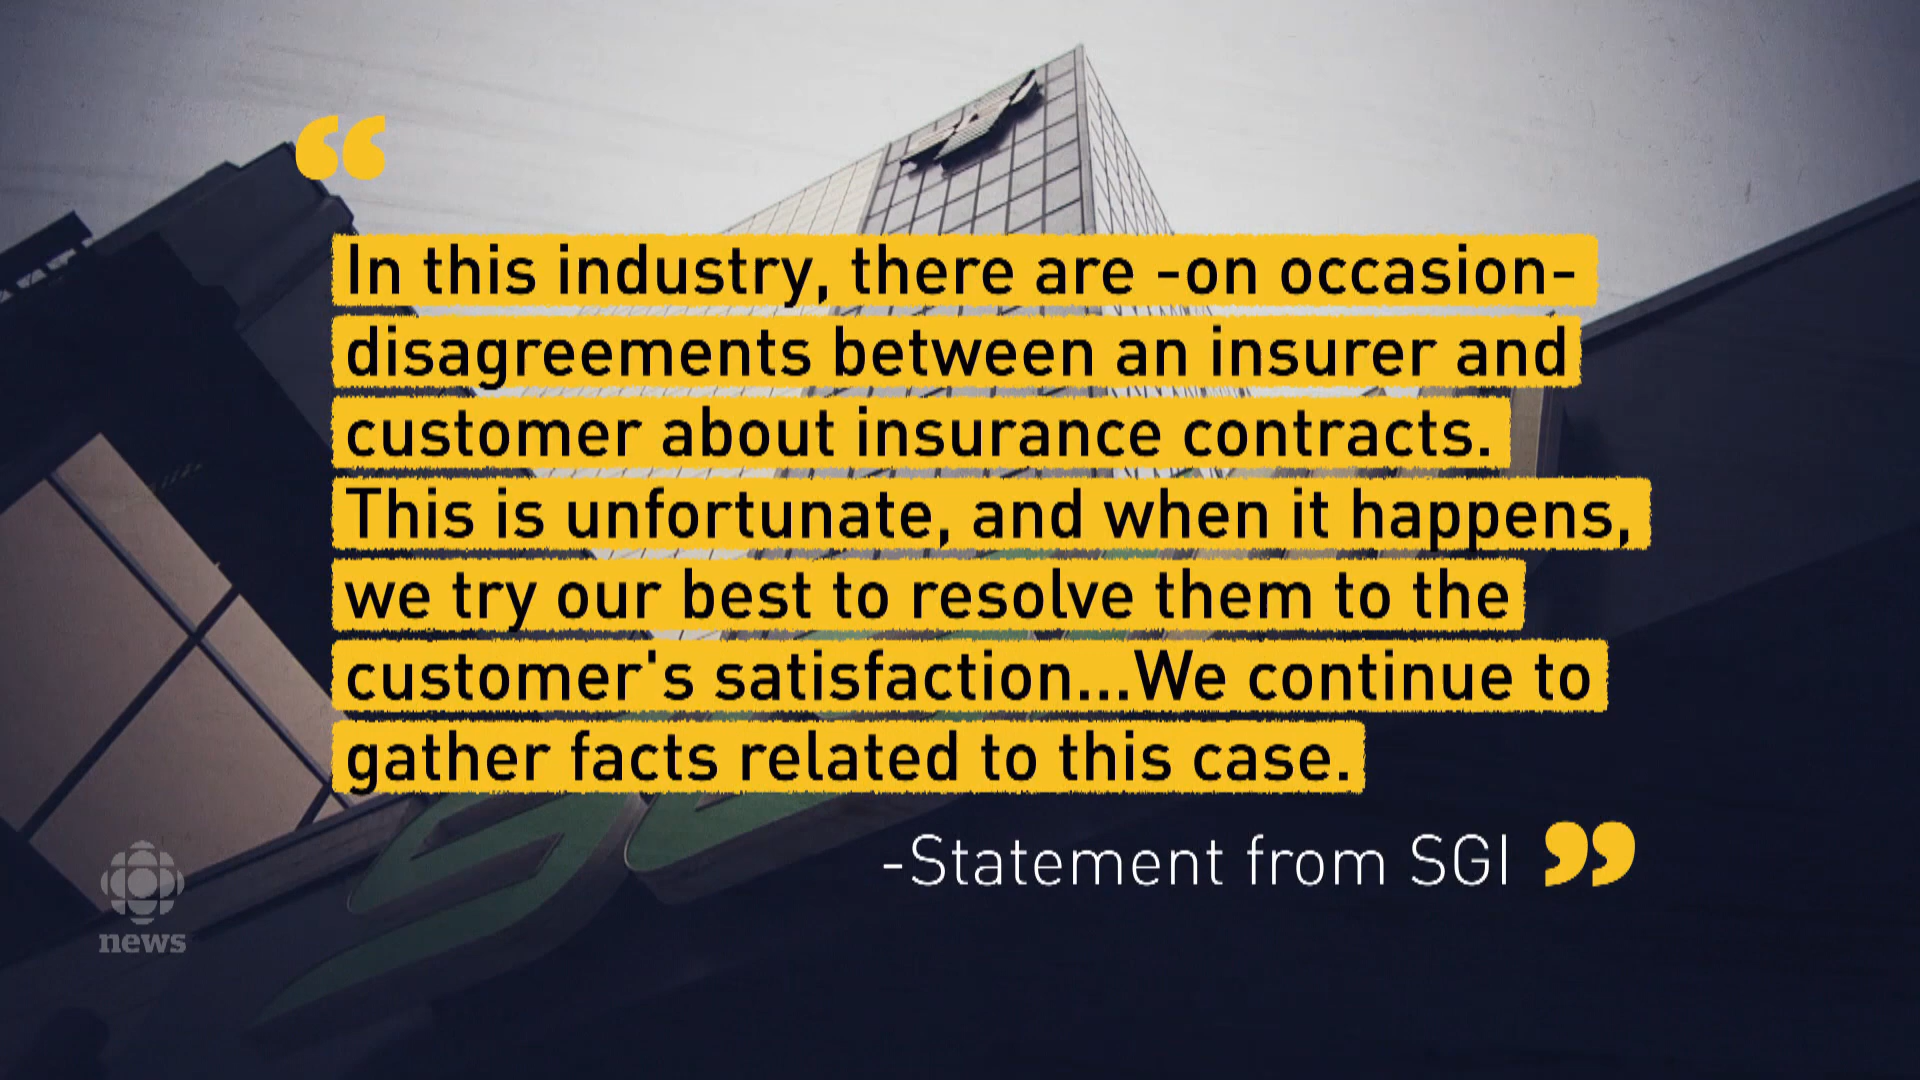 “
In this industry, there are -on occasion-
disagreements between an insurer and
customer about insurance contracts.
This is unfortunate, and when it happens,
we try our best to resolve them to the
customer's satisfaction...We continue to
gather facts related to this case.
-Statement from SGI ”
news